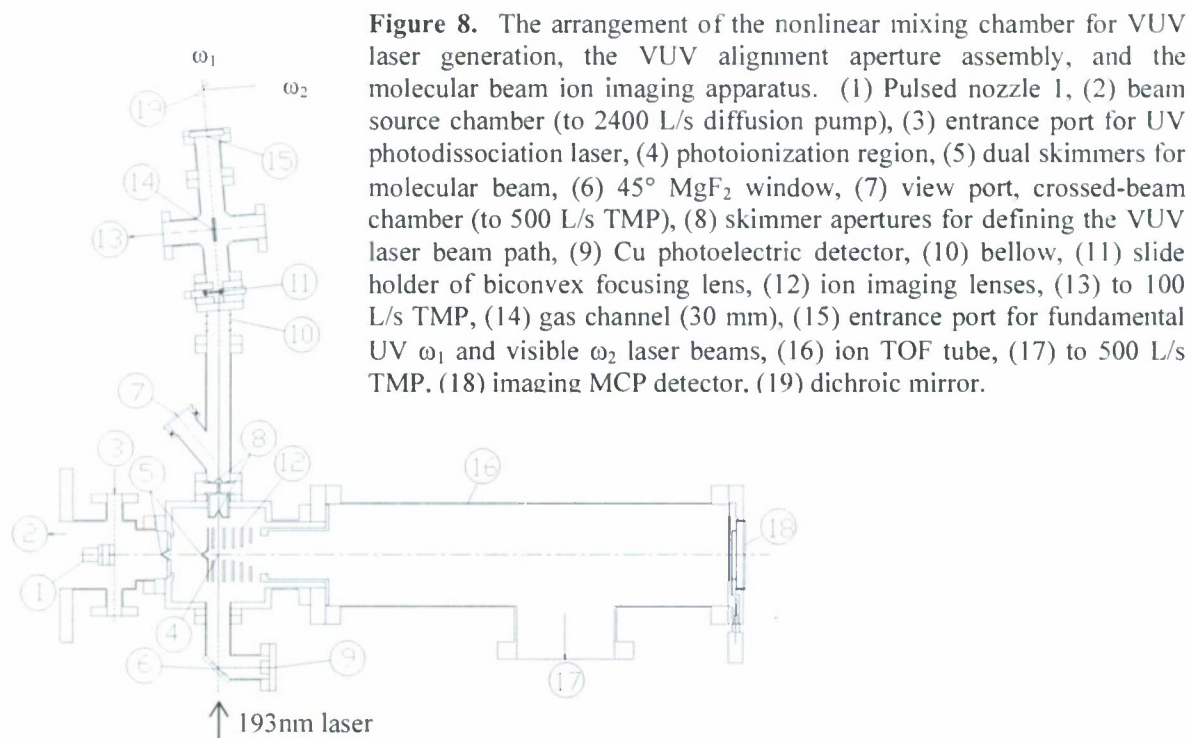 Figure 8. The arrangement of the nonlinear mixing chamber for VUV
laser generation, the VUV alignment aperture assembly, and the
molecular beam ion imaging apparatus. (1) Pulsed nozzle 1, (2) beam
source chamber (to 2400 L/s diffusion pump), (3) entrance port for UV
photodissociation laser, (4) photoionization region, (5) dual skimmers for
molecular beam, (6) 45° MgF₂ window, (7) view port, crossed-beam
chamber (to 500 L/s TMP), (8) skimmer apertures for defining the VUV
laser beam path, (9) Cu photoelectric detector, (10) bellow, (11) slide
holder of biconvex focusing lens, (12) ion imaging lenses, (13) to 100
L/s TMP, (14) gas channel (30 mm), (15) entrance port for fundamental
UV ω₁ and visible ω₂ laser beams, (16) ion TOF tube, (17) to 500 L/s
TMP, (18) imaging MCP detector, (19) dichroic mirror.
ω₁
ω₂
19
15
14
13
11
10
7
8
3
5
12
16
2
18
1
4
6
9
17
193nm laser